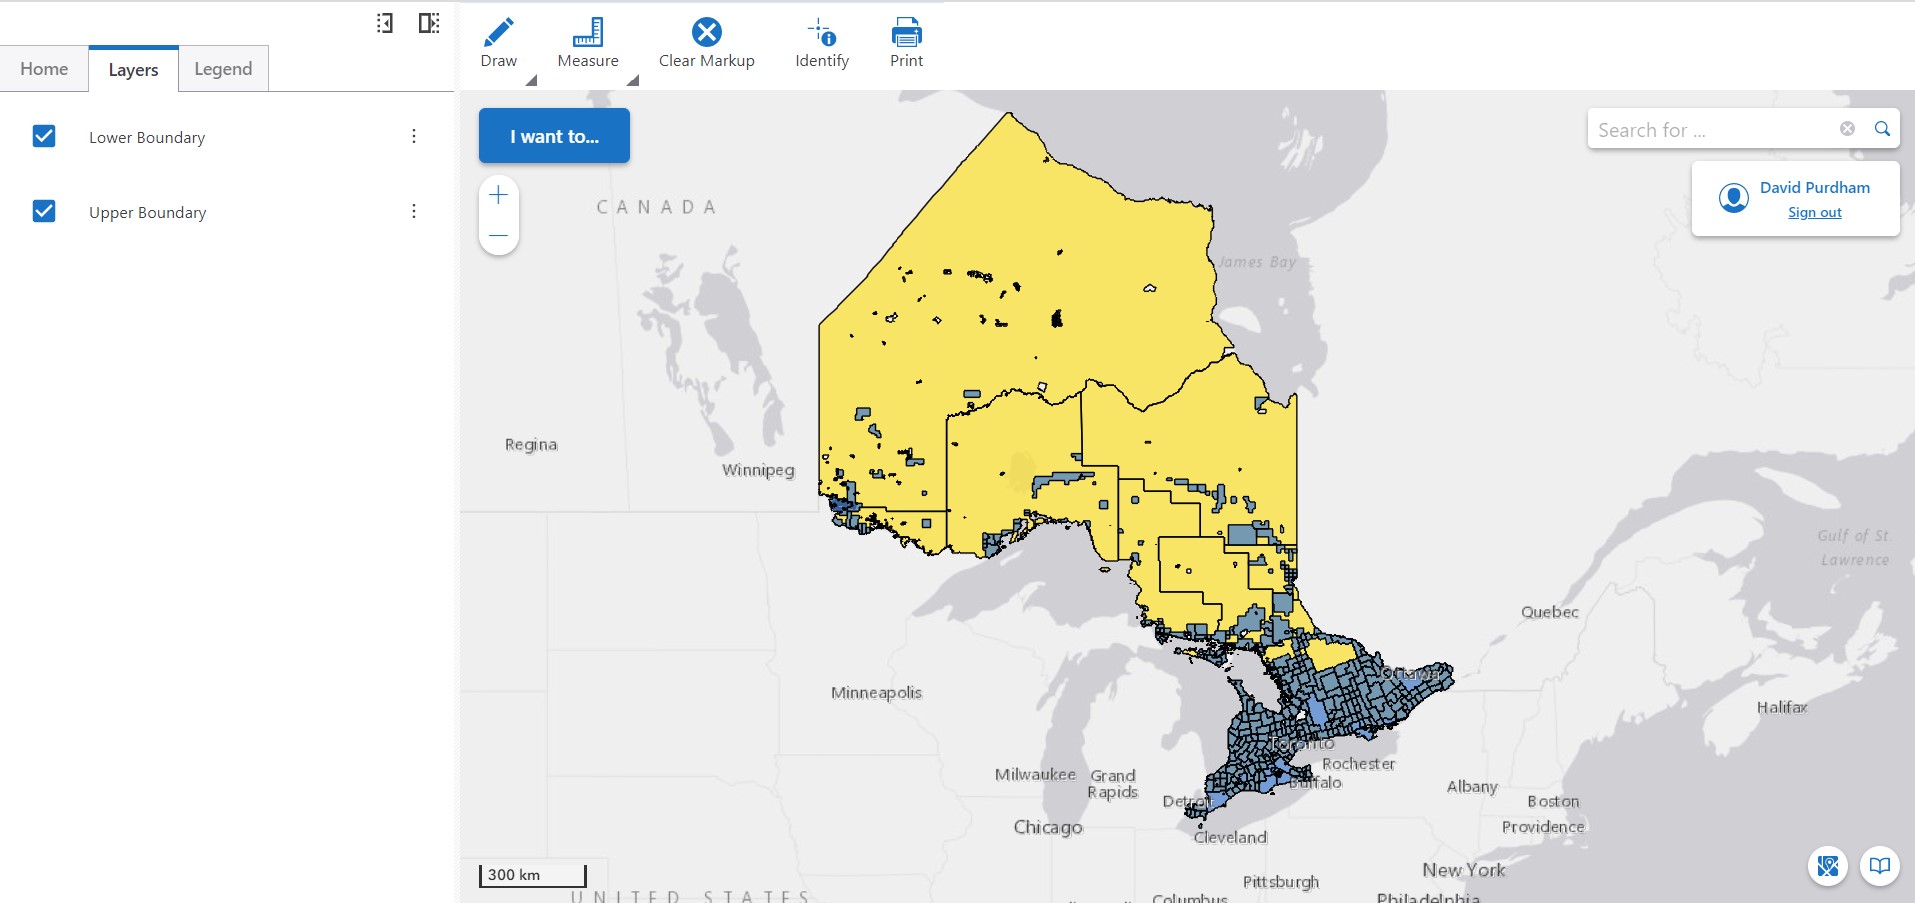 Home
Layers
Legend
Lower Boundary
Upper Boundary
Draw
Measure
Clear Markup
Identify
Print
I want to...
Search for ...
David Purdham
Sign out
CANADA
James Bay
Regina
Winnipeg
Gulf of St.
Lawrence
Quebec
Ottawa
Minneapolis
Halifax
Toronto
Rochester
Milwaukee
Grand
Rapids
Buffalo
Albany
Detroit
Boston
Chicago
Providence
Cleveland
New York
300 km
Pittsburgh
UNITED STATES
Columbus
Philadelphia